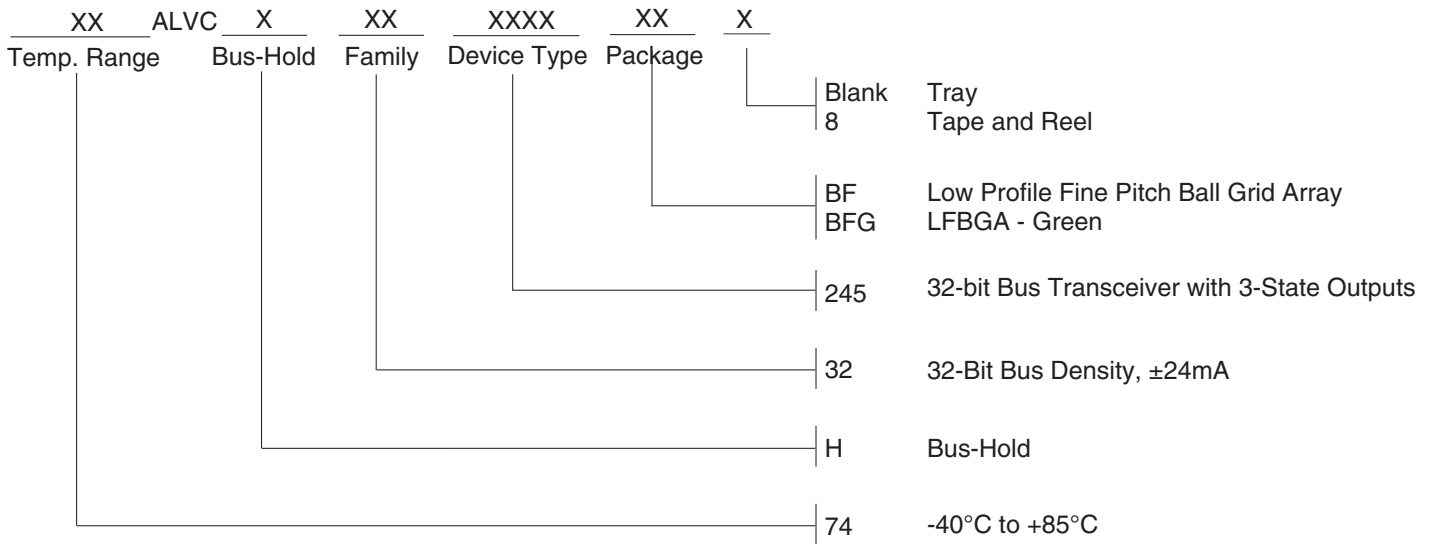 XX ALVC X XX XXXX XX X
Temp. Range Bus-Hold Family Device Type Package
Blank Tray
8 Tape and Reel
BF Low Profile Fine Pitch Ball Grid Array
BFG LFBGA - Green
245 32-bit Bus Transceiver with 3-State Outputs
32 32-Bit Bus Density, ±24mA
H Bus-Hold
74 -40°C to +85°C